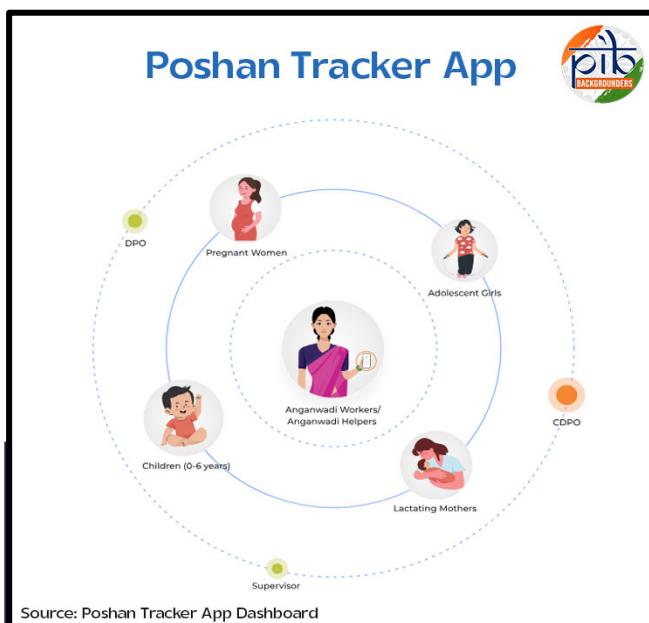 Poshan Tracker App
pib
BACKGROUNDERS
DPO
Pregnant Women
Adolescent Girls
Anganwadi Workers/
Anganwadi Helpers
CDPO
Children (0-6 years)
Lactating Mothers
Supervisor
Source: Poshan Tracker App Dashboard